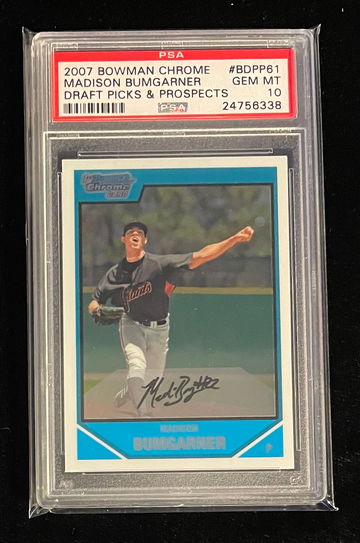 PSA
2007 BOWMAN CHROME #BDPP61
MADISON BUMGARNER GEM MT
DRAFT PICKS & PROSPECTS 10
PSA 24756338
Bowman
Chrome
Giants
MADISON
BUMGARNER P